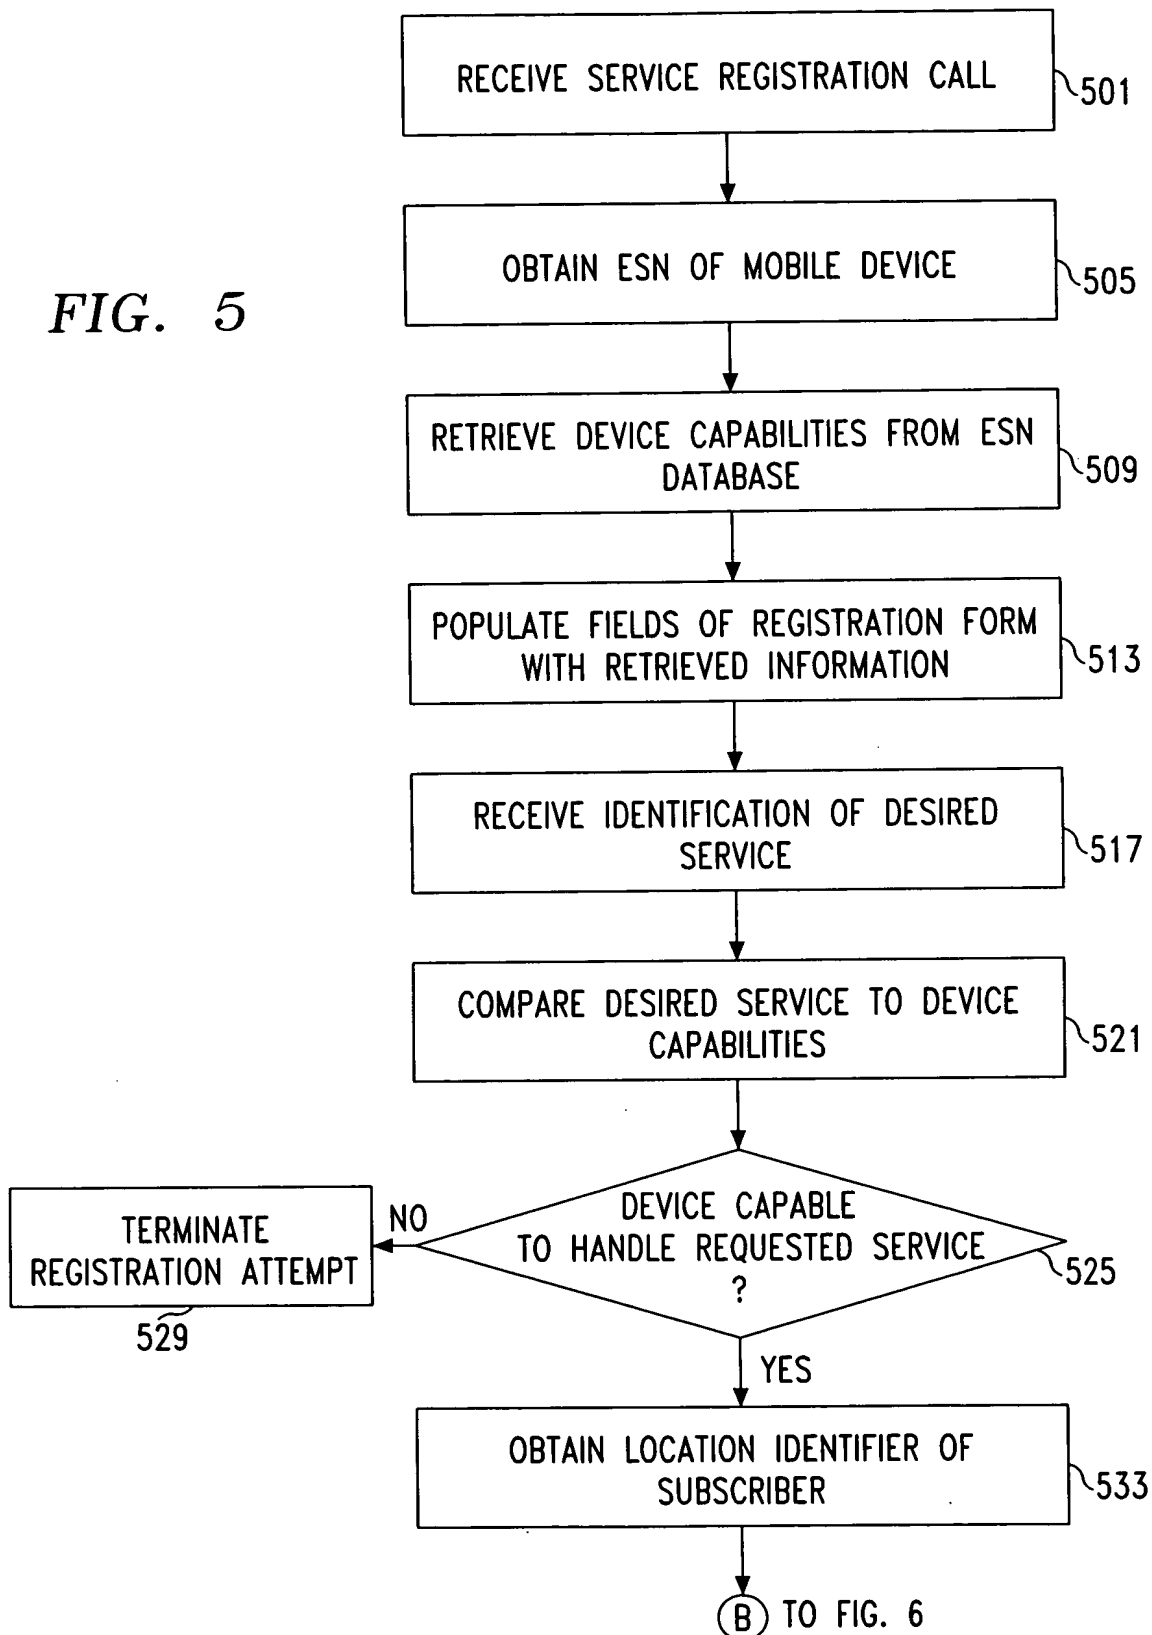 RECEIVE SERVICE REGISTRATION CALL
501
OBTAIN ESN OF MOBILE DEVICE
505
FIG. 5
RETRIEVE DEVICE CAPABILITIES FROM ESN
DATABASE
509
POPULATE FIELDS OF REGISTRATION FORM
WITH RETRIEVED INFORMATION
513
RECEIVE IDENTIFICATION OF DESIRED
SERVICE
517
COMPARE DESIRED SERVICE TO DEVICE
CAPABILITIES
521
DEVICE CAPABLE
TO HANDLE REQUESTED SERVICE
?
525
NO
TERMINATE
REGISTRATION ATTEMPT
529
YES
OBTAIN LOCATION IDENTIFIER OF
SUBSCRIBER
533
B TO FIG. 6